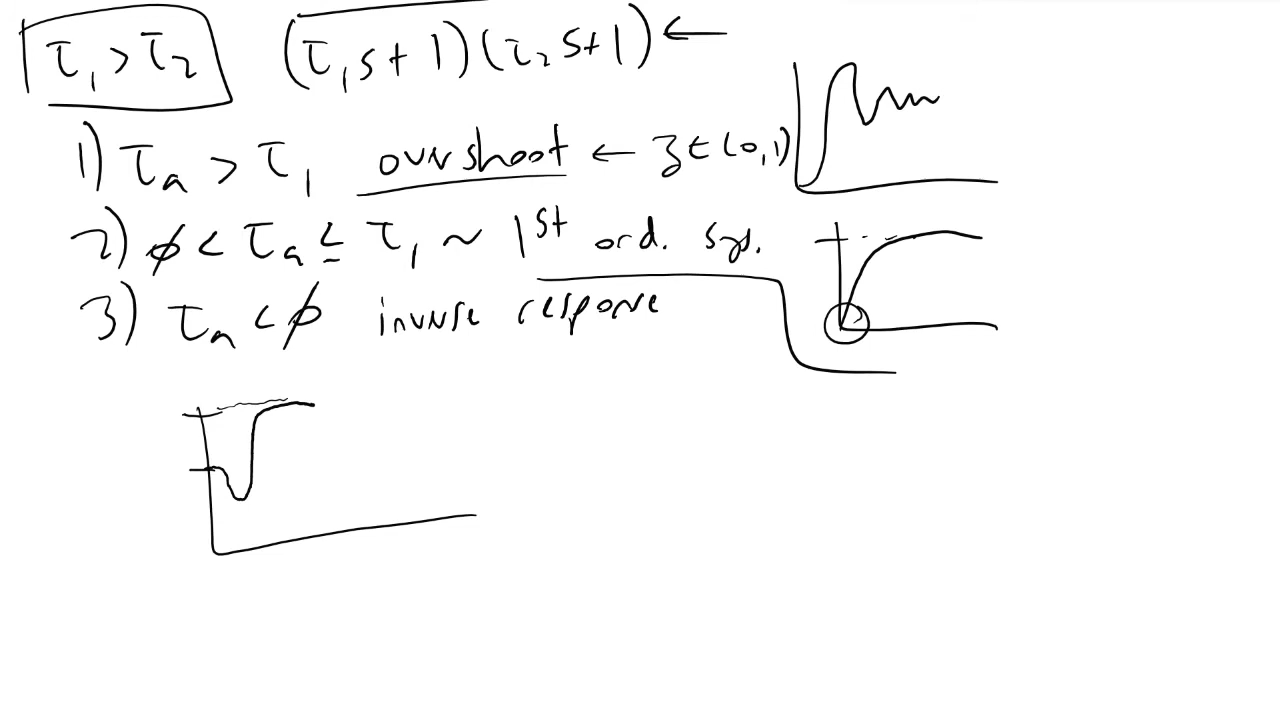 τ₁ > τ₂ (τ₁s + 1)(τ₂s+1) ←
1) τₐ > τ₁ overshoot ← ζ ∈ (0,1)
2) ∅ < τₐ ≤ τ₁ ~ 1st ord. sys.
3) τₐ < ∅ inverse response